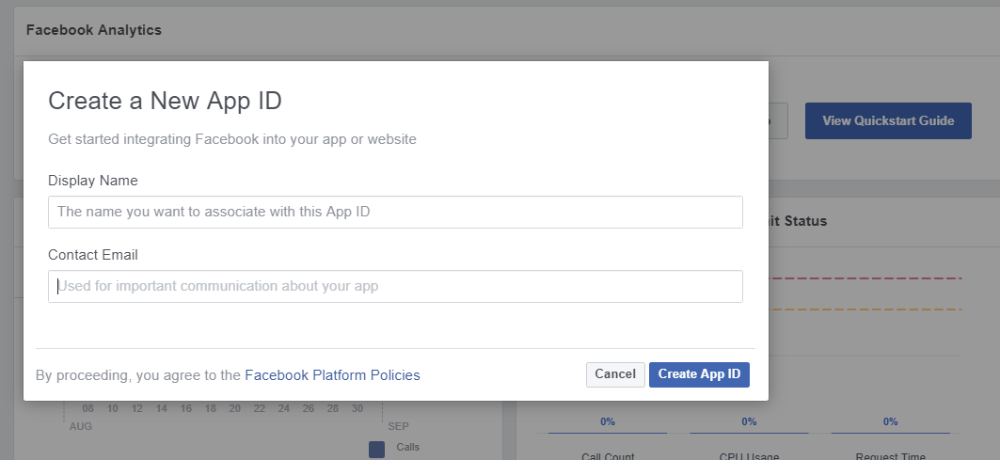 Facebook Analytics
Create a New App ID
Get started integrating Facebook into your app or website
View Quickstart Guide
Display Name
The name you want to associate with this App ID
it Status
Contact Email
Used for important communication about your app
By proceeding, you agree to the Facebook Platform Policies
Cancel
Create App ID
08 10 12 14 16 18 20 22 24 26 28 30
AUG
SEP
Calls
0%
0%
0%
Call Count
CPU Usage
Request Time